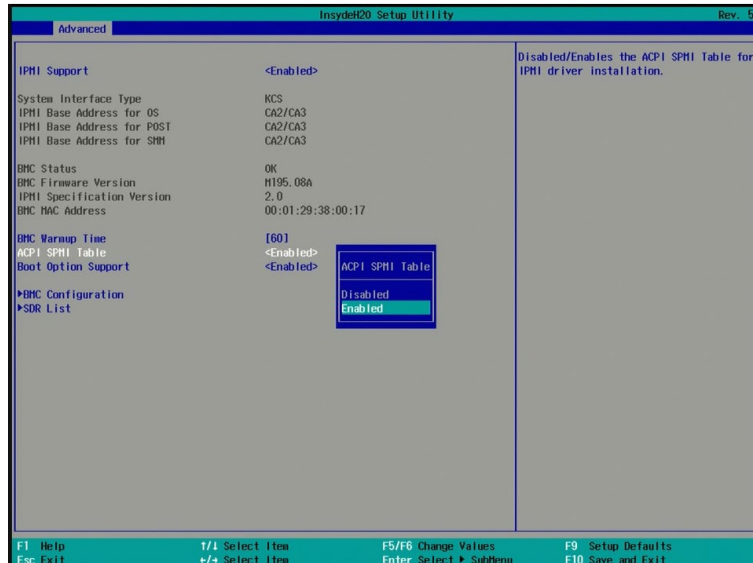 InsydeH20 Setup Utility Rev. 5
Advanced
Disabled/Enables the ACPI SPMI Table for
IPMI driver installation.
IPMI Support <Enabled>
System Interface Type KCS
IPMI Base Address for OS CA2/CA3
IPMI Base Address for POST CA2/CA3
IPMI Base Address for SMM CA2/CA3
BMC Status OK
BMC Firmware Version M195.08A
IPMI Specification Version 2.0
BMC MAC Address 00:01:29:38:00:17
BMC Warmup Time [60]
ACPI SPMI Table <Enabled>
Boot Option Support <Enabled>
ACPI SPMI Table
Disabled
Enabled
▶BMC Configuration
▶SDR List
F1 Help ↑/↓ Select Item F5/F6 Change Values F9 Setup Defaults
Esc Exit ←/→ Select Item Enter Select ▶ SubMenu F10 Save and Exit